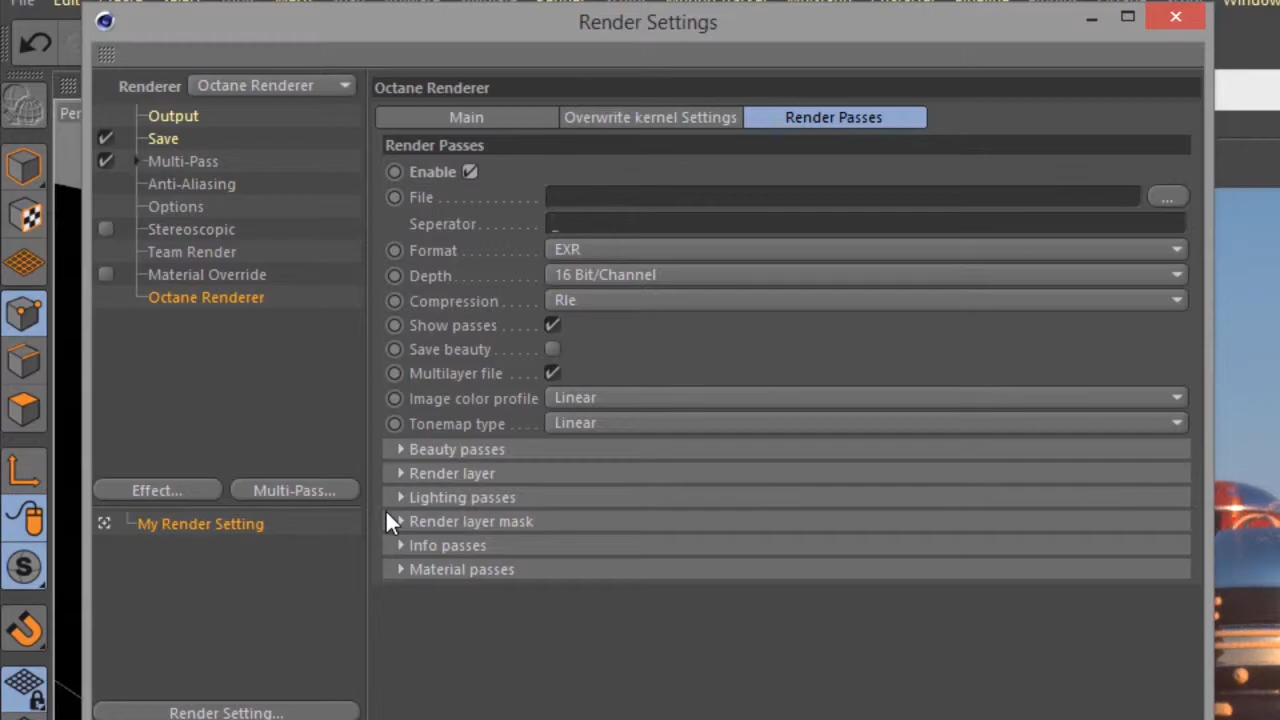 Render Settings
Renderer Octane Renderer
Output
Save
Multi-Pass
Anti-Aliasing
Options
Stereoscopic
Team Render
Material Override
Octane Renderer
Effect...
Multi-Pass...
My Render Setting
Render Setting...
Octane Renderer
Main
Overwrite kernel Settings
Render Passes
Render Passes
Enable
File . . . . . . . . . . . . . ...
Seperator . . . . . . . _
Format . . . . . . . . . EXR
Depth . . . . . . . . . . 16 Bit/Channel
Compression . . . . . Rle
Show passes . . . . .
Save beauty . . . . . .
Multilayer file . . . .
Image color profile Linear
Tonemap type . . . . Linear
Beauty passes
Render layer
Lighting passes
Render layer mask
Info passes
Material passes
Per